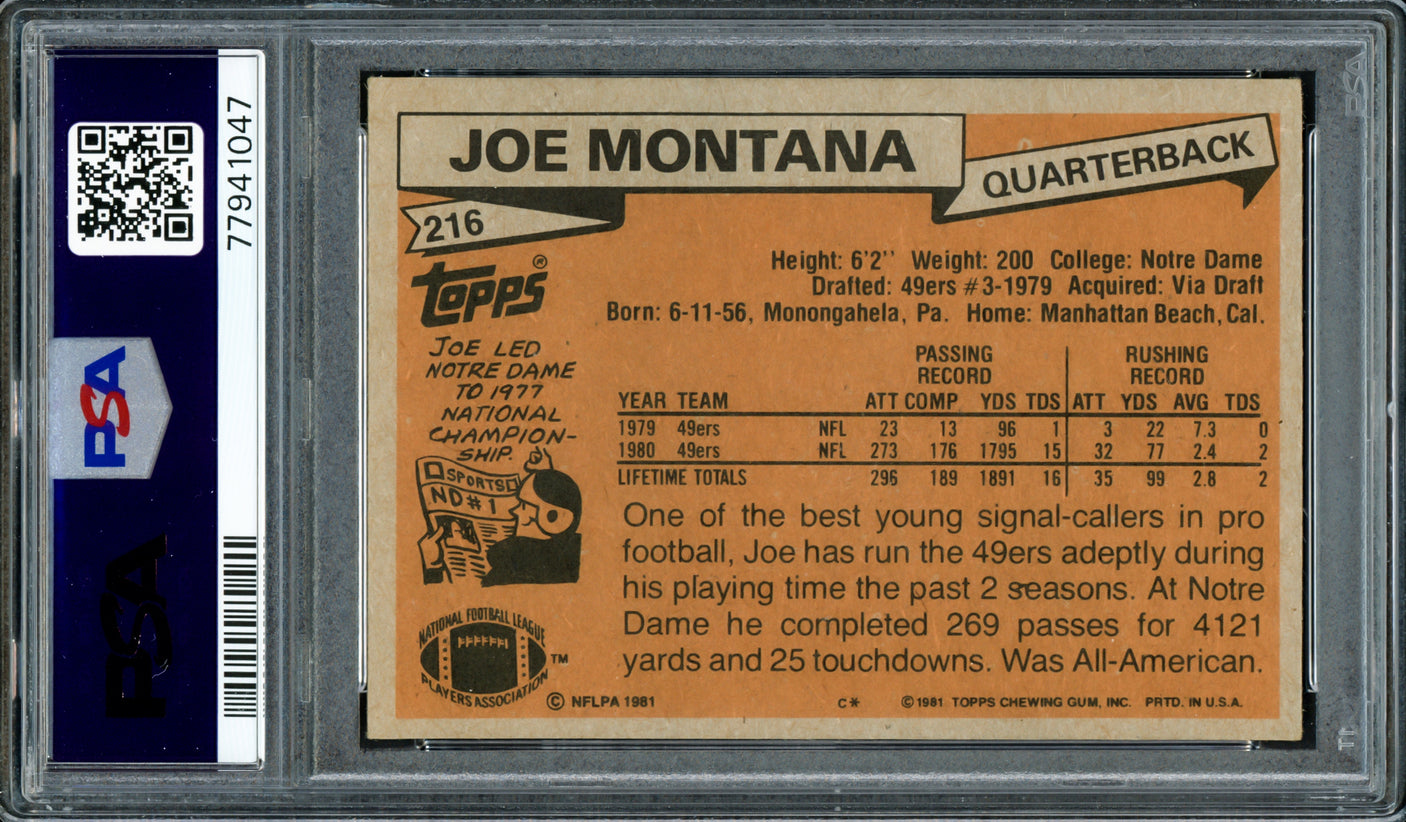 77941047
PSA
PSA
PSA
JOE MONTANA
QUARTERBACK
216
TOPPS®
Height: 6'2'' Weight: 200 College: Notre Dame
Drafted: 49ers #3-1979 Acquired: Via Draft
Born: 6-11-56, Monongahela, Pa. Home: Manhattan Beach, Cal.
JOE LED
NOTRE DAME
TO 1977
NATIONAL
CHAMPION-
SHIP.
SPORTS
ND#1
PASSING RECORD RUSHING RECORD
YEAR TEAM ATT COMP YDS TDS ATT YDS AVG TDS
1979 49ers NFL 23 13 96 1 3 22 7.3 0
1980 49ers NFL 273 176 1795 15 32 77 2.4 2
LIFETIME TOTALS 296 189 1891 16 35 99 2.8 2
One of the best young signal-callers in pro
football, Joe has run the 49ers adeptly during
his playing time the past 2 seasons. At Notre
Dame he completed 269 passes for 4121
yards and 25 touchdowns. Was All-American.
NATIONAL FOOTBALL LEAGUE
PLAYERS ASSOCIATION
TM
© NFLPA 1981
C*
©1981 TOPPS CHEWING GUM, INC. PRTD. IN U.S.A.